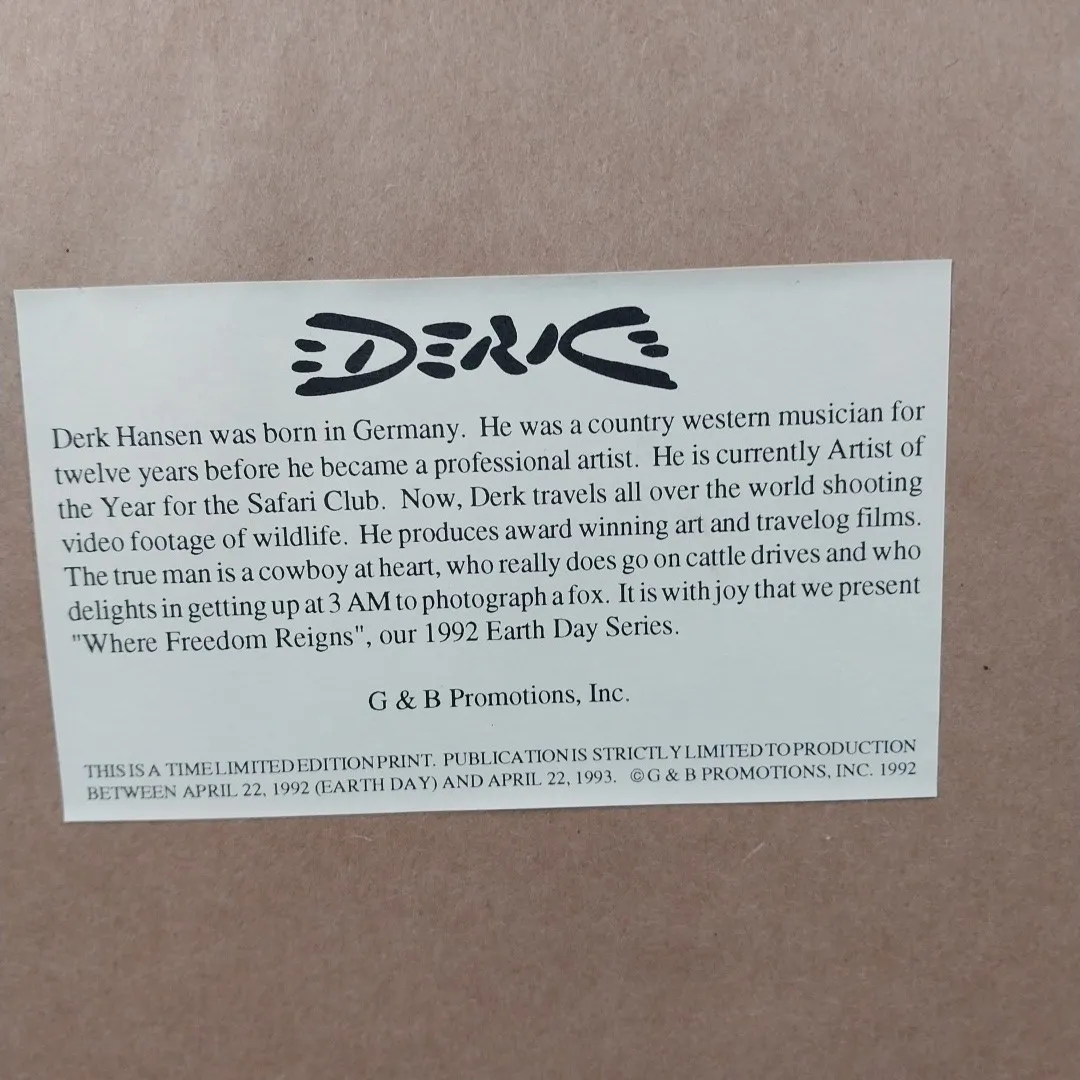 DERK
Derk Hansen was born in Germany. He was a country western musician for
twelve years before he became a professional artist. He is currently Artist of
the Year for the Safari Club. Now, Derk travels all over the world shooting
video footage of wildlife. He produces award winning art and travelog films.
The true man is a cowboy at heart, who really does go on cattle drives and who
delights in getting up at 3 AM to photograph a fox. It is with joy that we present
"Where Freedom Reigns", our 1992 Earth Day Series.
G & B Promotions, Inc.
THIS IS A TIME LIMITED EDITION PRINT. PUBLICATION IS STRICTLY LIMITED TO PRODUCTION
BETWEEN APRIL 22, 1992 (EARTH DAY) AND APRIL 22, 1993. ©G & B PROMOTIONS, INC. 1992